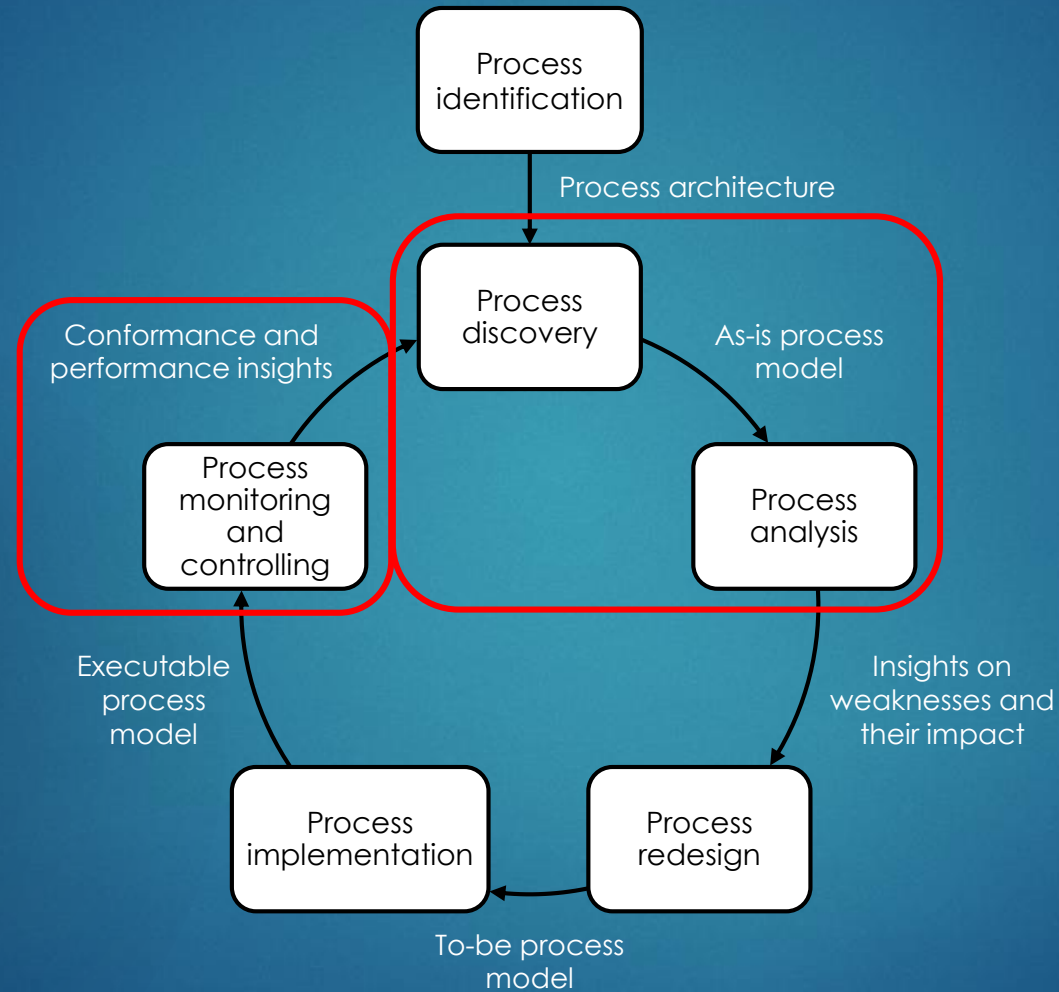 Process
identification
Process architecture
Process
discovery
As-is process
model
Process
analysis
Insights on
weaknesses and
their impact
Process
redesign
To-be process
model
Process
implementation
Executable
process
model
Process
monitoring
and
controlling
Conformance and
performance insights